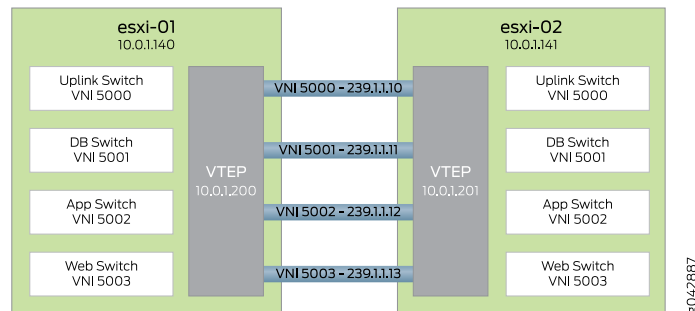 esxi-01
10.0.1.140
Uplink Switch
VNI 5000
DB Switch
VNI 5001
App Switch
VNI 5002
Web Switch
VNI 5003
VTEP
10.0.1.200
VNI 5000 - 239.1.1.10
VNI 5001 - 239.1.1.11
VNI 5002 - 239.1.1.12
VNI 5003 - 239.1.1.13
esxi-02
10.0.1.141
VTEP
10.0.1.201
Uplink Switch
VNI 5000
DB Switch
VNI 5001
App Switch
VNI 5002
Web Switch
VNI 5003
g042887